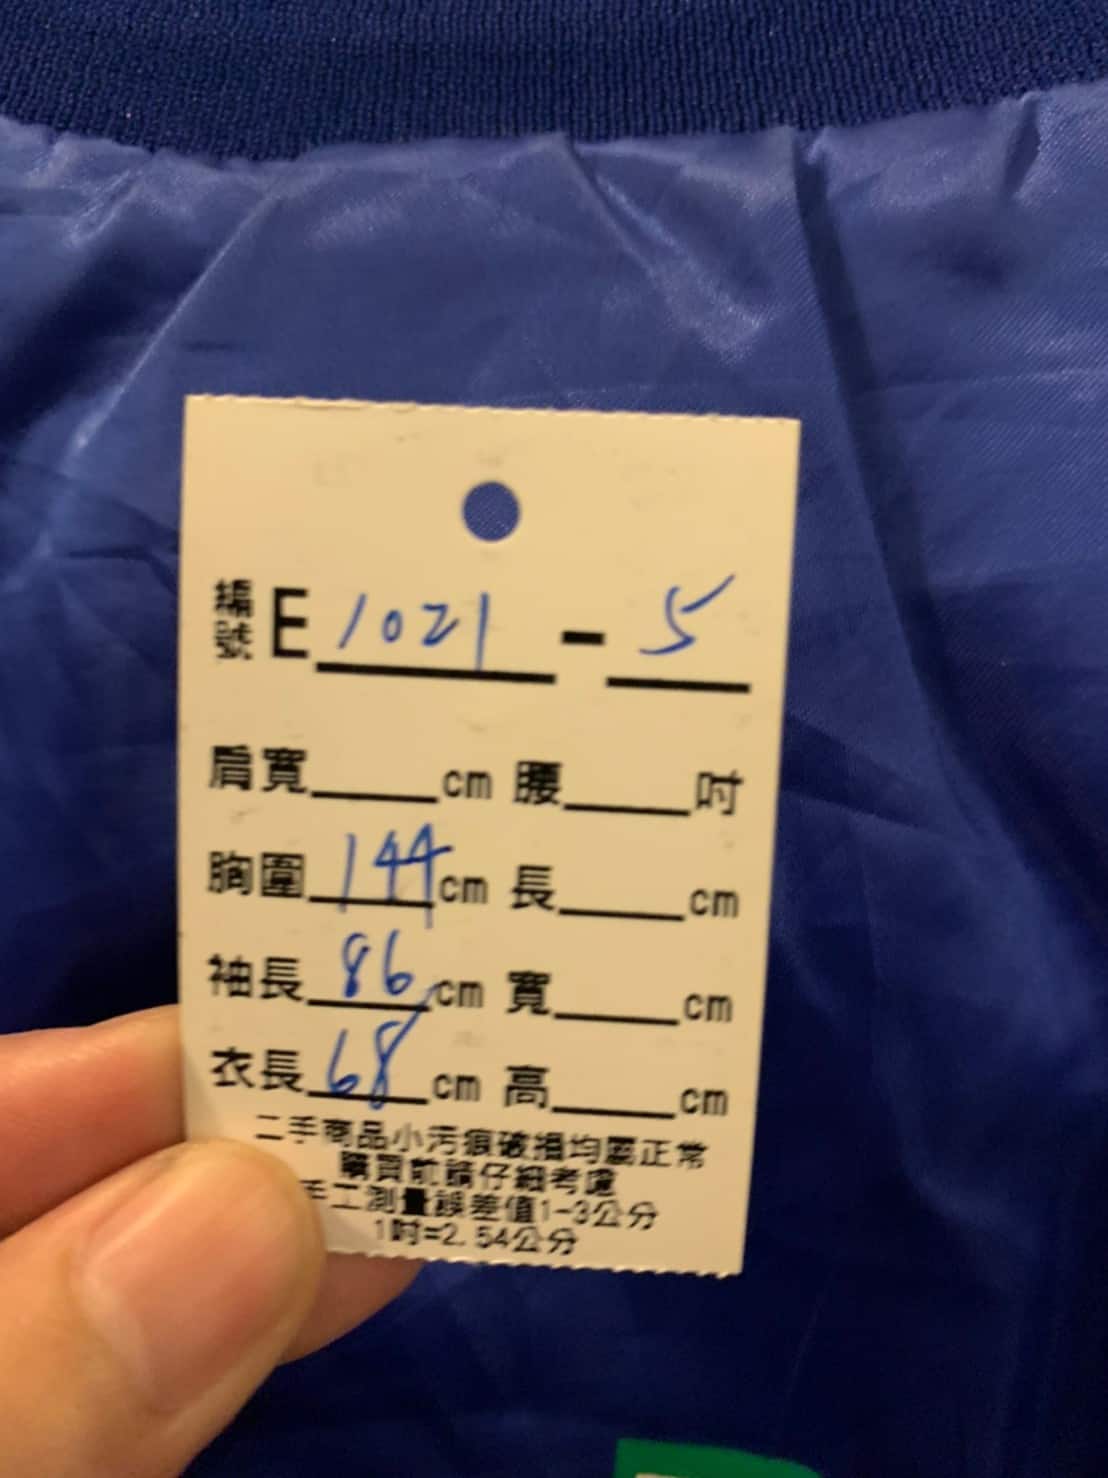 編號 E 1021 - 5
肩寬 cm 腰 吋
胸圍 144 cm 長 cm
袖長 86 cm 寬 cm
衣長 68 cm 高 cm
二手商品小污痕破損均屬正常
購買前請仔細考慮
手工測量誤差值1-3公分
1吋=2.54公分